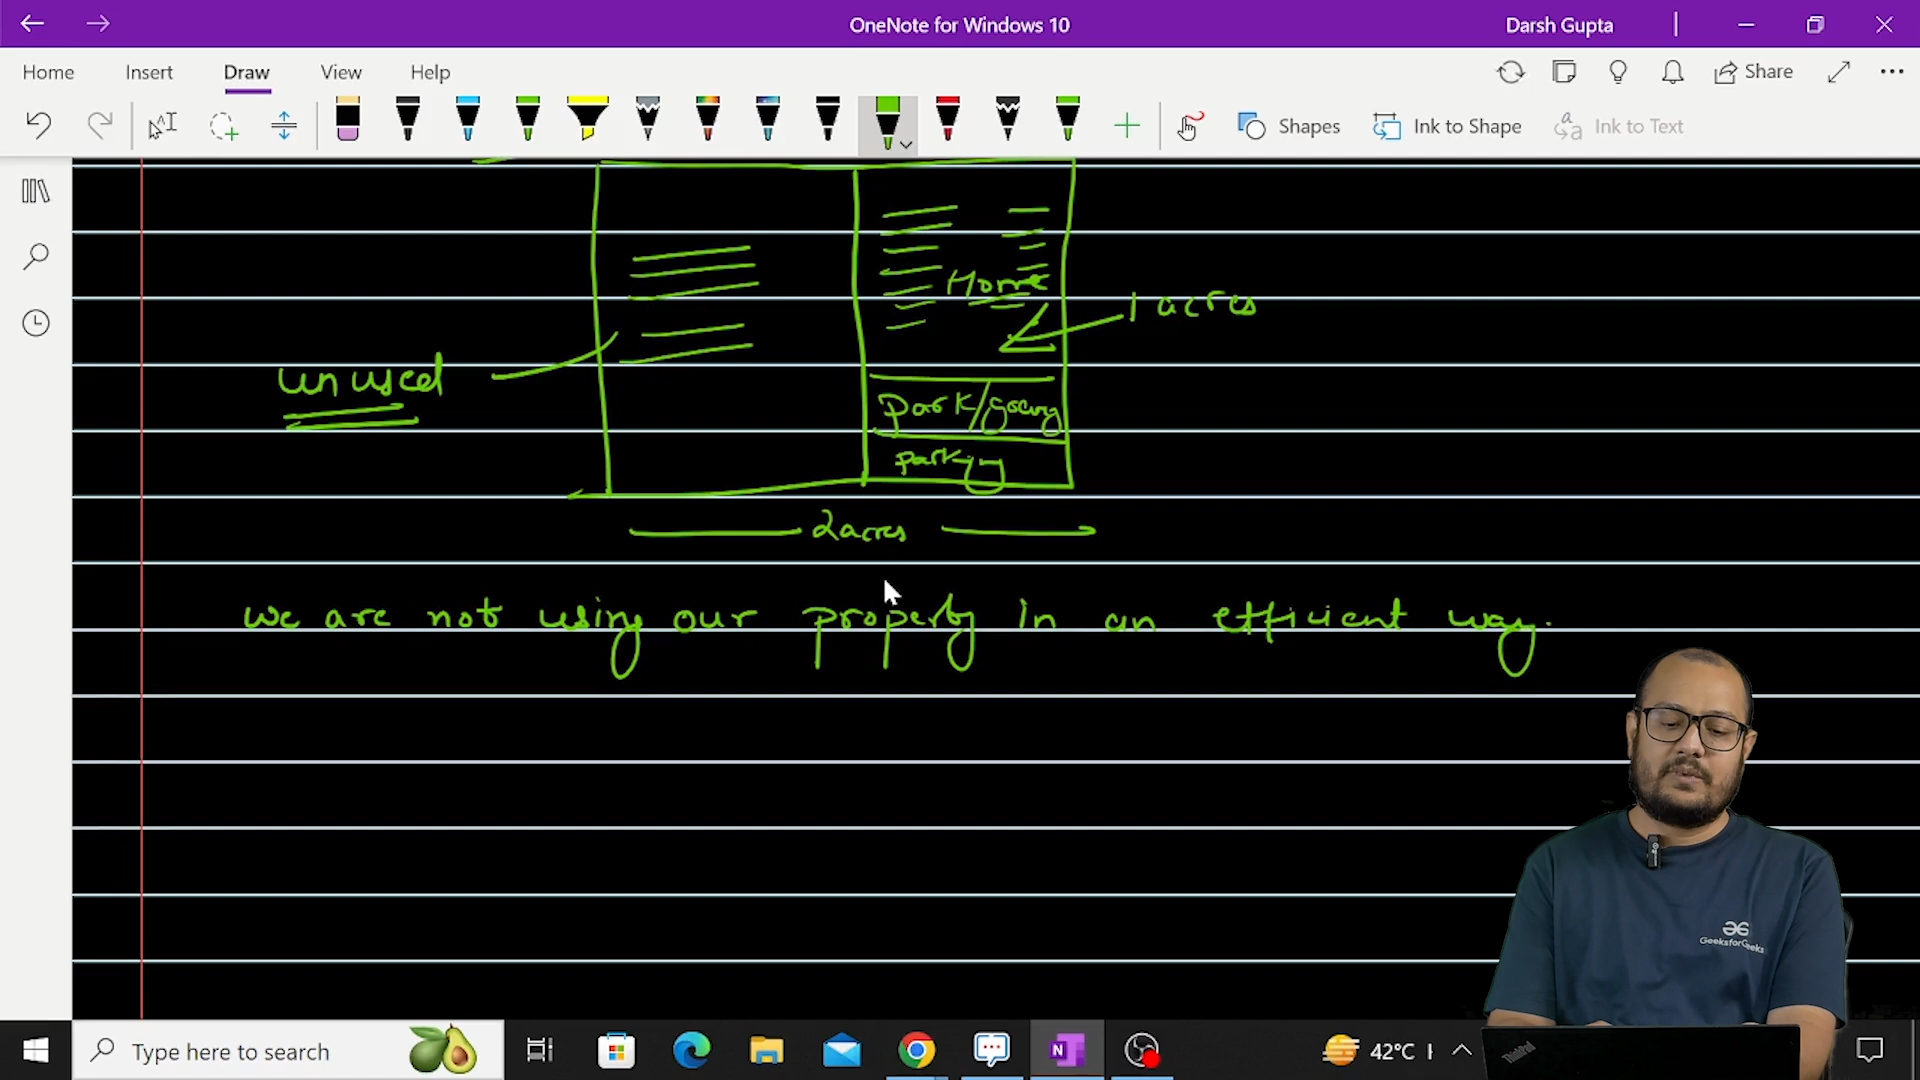 OneNote for Windows 10
Darsh Gupta
Home Insert Draw View Help
Share
Shapes
Ink to Shape
Ink to Text
Home
1 acres
unused
park/
2 acres
we are not using our property in an efficient way.
GeeksforGeeks
ThinkPad
Type here to search
42°C